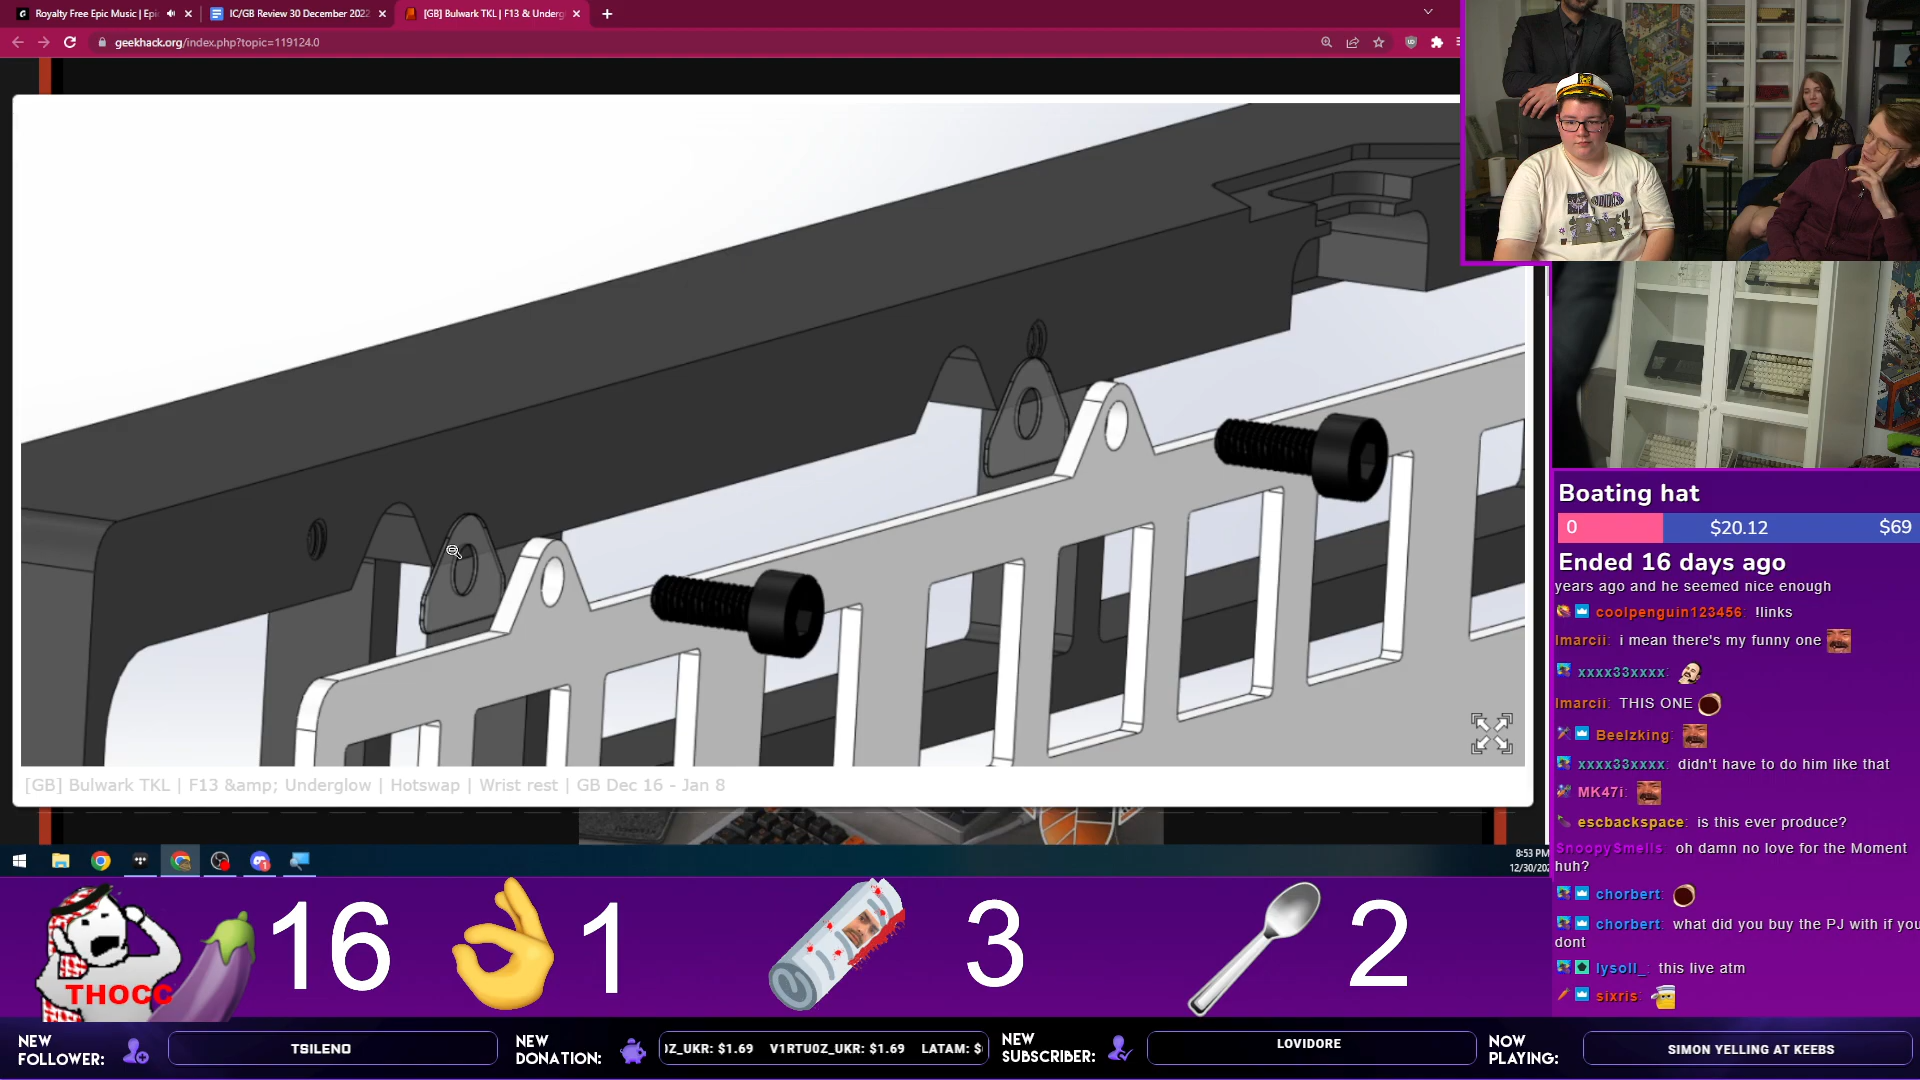 Royalty Free Epic Music | Epi
IC/GB Review 30 December 2022
[GB] Bulwark TKL | F13 & Underg
geekhack.org/index.php?topic=119124.0
[GB] Bulwark TKL | F13 &amp; Underglow | Hotswap | Wrist rest | GB Dec 16 - Jan 8
8:53 PM
12/30/202
Boating hat
0 $20.12 $69
Ended 16 days ago
years ago and he seemed nice enough
coolpenguin123456: !links
lmarcii: i mean there's my funny one
xxxx33xxxx:
lmarcii: THIS ONE
Beelzking:
xxxx33xxxx: didn't have to do him like that
MK47i:
escbackspace: is this ever produce?
SnoopySmells: oh damn no love for the Moment
huh?
chorbert:
chorbert: what did you buy the PJ with if you
dont
lysoll_: this live atm
sixris:
THOCC
16 1 3 2
NEW
FOLLOWER:
TSILENO
NEW
DONATION:
0Z_UKR: $1.69 V1RTU0Z_UKR: $1.69 LATAM: $
NEW
SUBSCRIBER:
LOVIDORE
NOW
PLAYING:
SIMON YELLING AT KEEBS